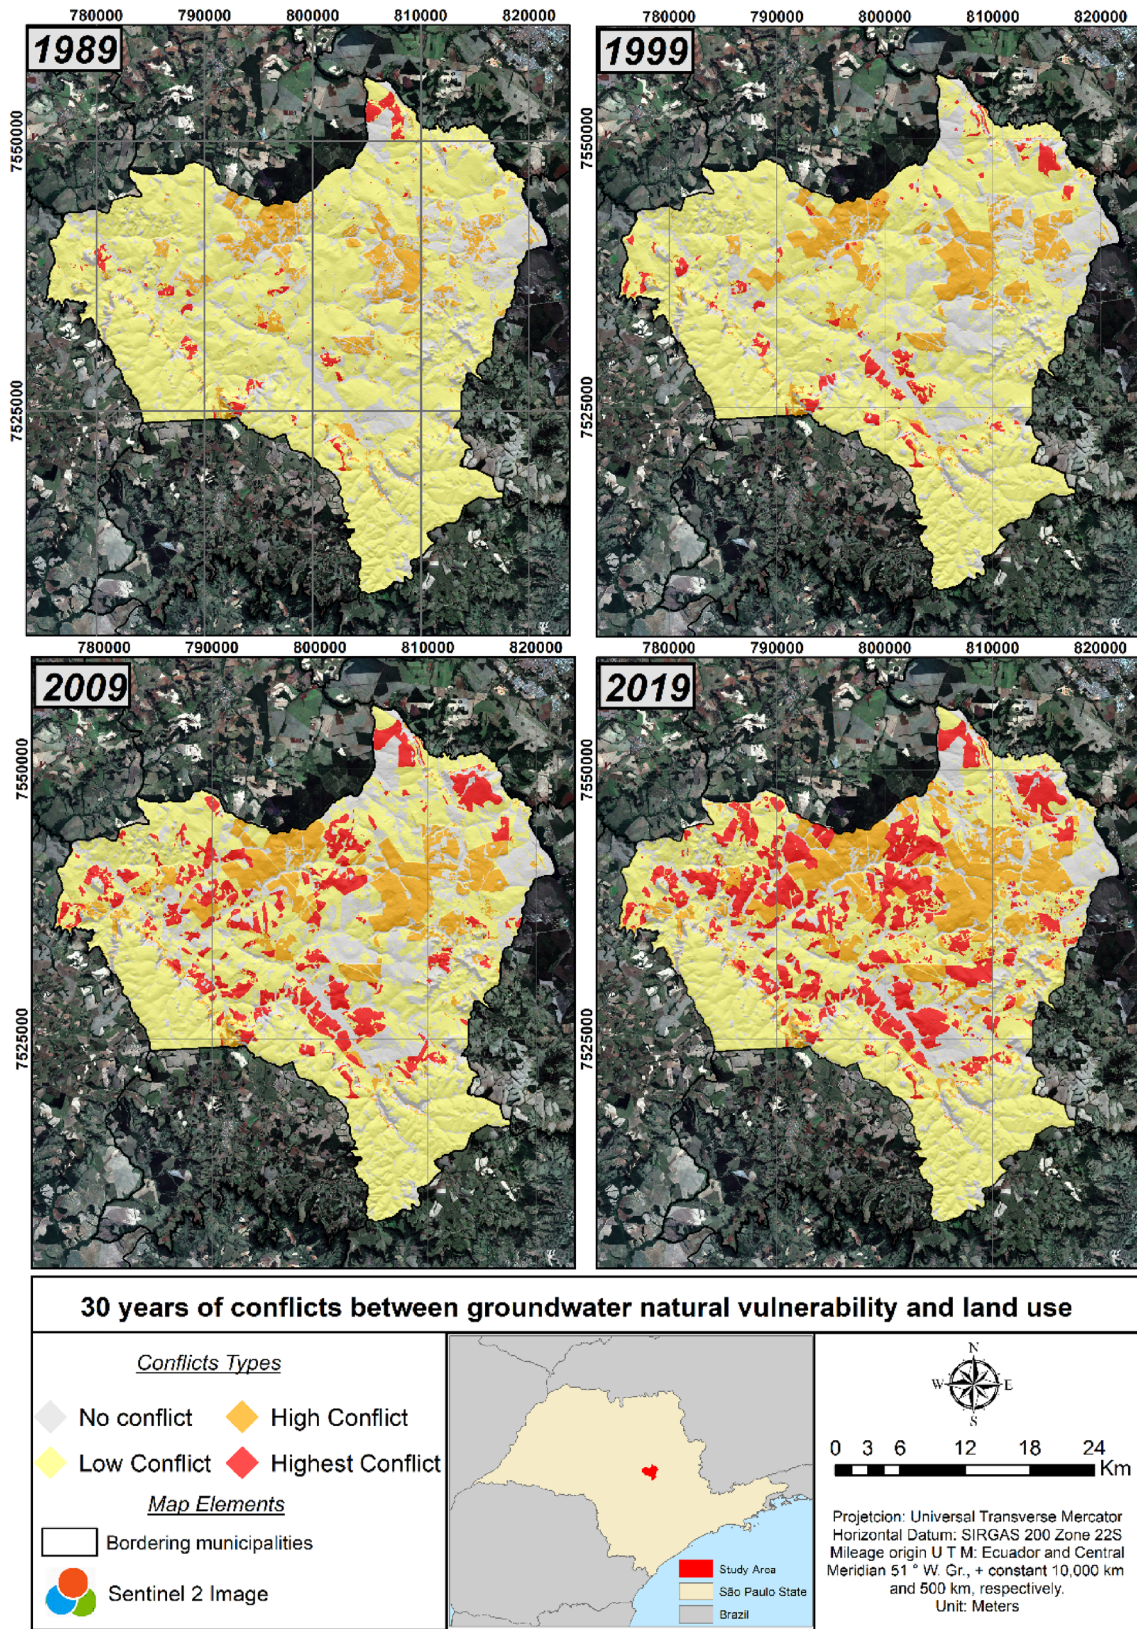 780000 790000 800000 810000 820000
780000 790000 800000 810000 820000
1989
1999
7550000
7525000
7550000
7525000
780000 790000 800000 810000 820000
780000 790000 800000 810000 820000
2009
2019
7550000
7525000
7550000
7525000
30 years of conflicts between groundwater natural vulnerability and land use
Conflicts Types
No conflict
High Conflict
Low Conflict
Highest Conflict
Map Elements
Bordering municipalities
Sentinel 2 Image
Study Area
São Paulo State
Brazil
N
W E
S
0 3 6 12 18 24
Km
Projetcion: Universal Transverse Mercator
Horizontal Datum: SIRGAS 200 Zone 22S
Mileage origin U T M: Ecuador and Central
Meridian 51 ° W. Gr., + constant 10,000 km
and 500 km, respectively.
Unit: Meters